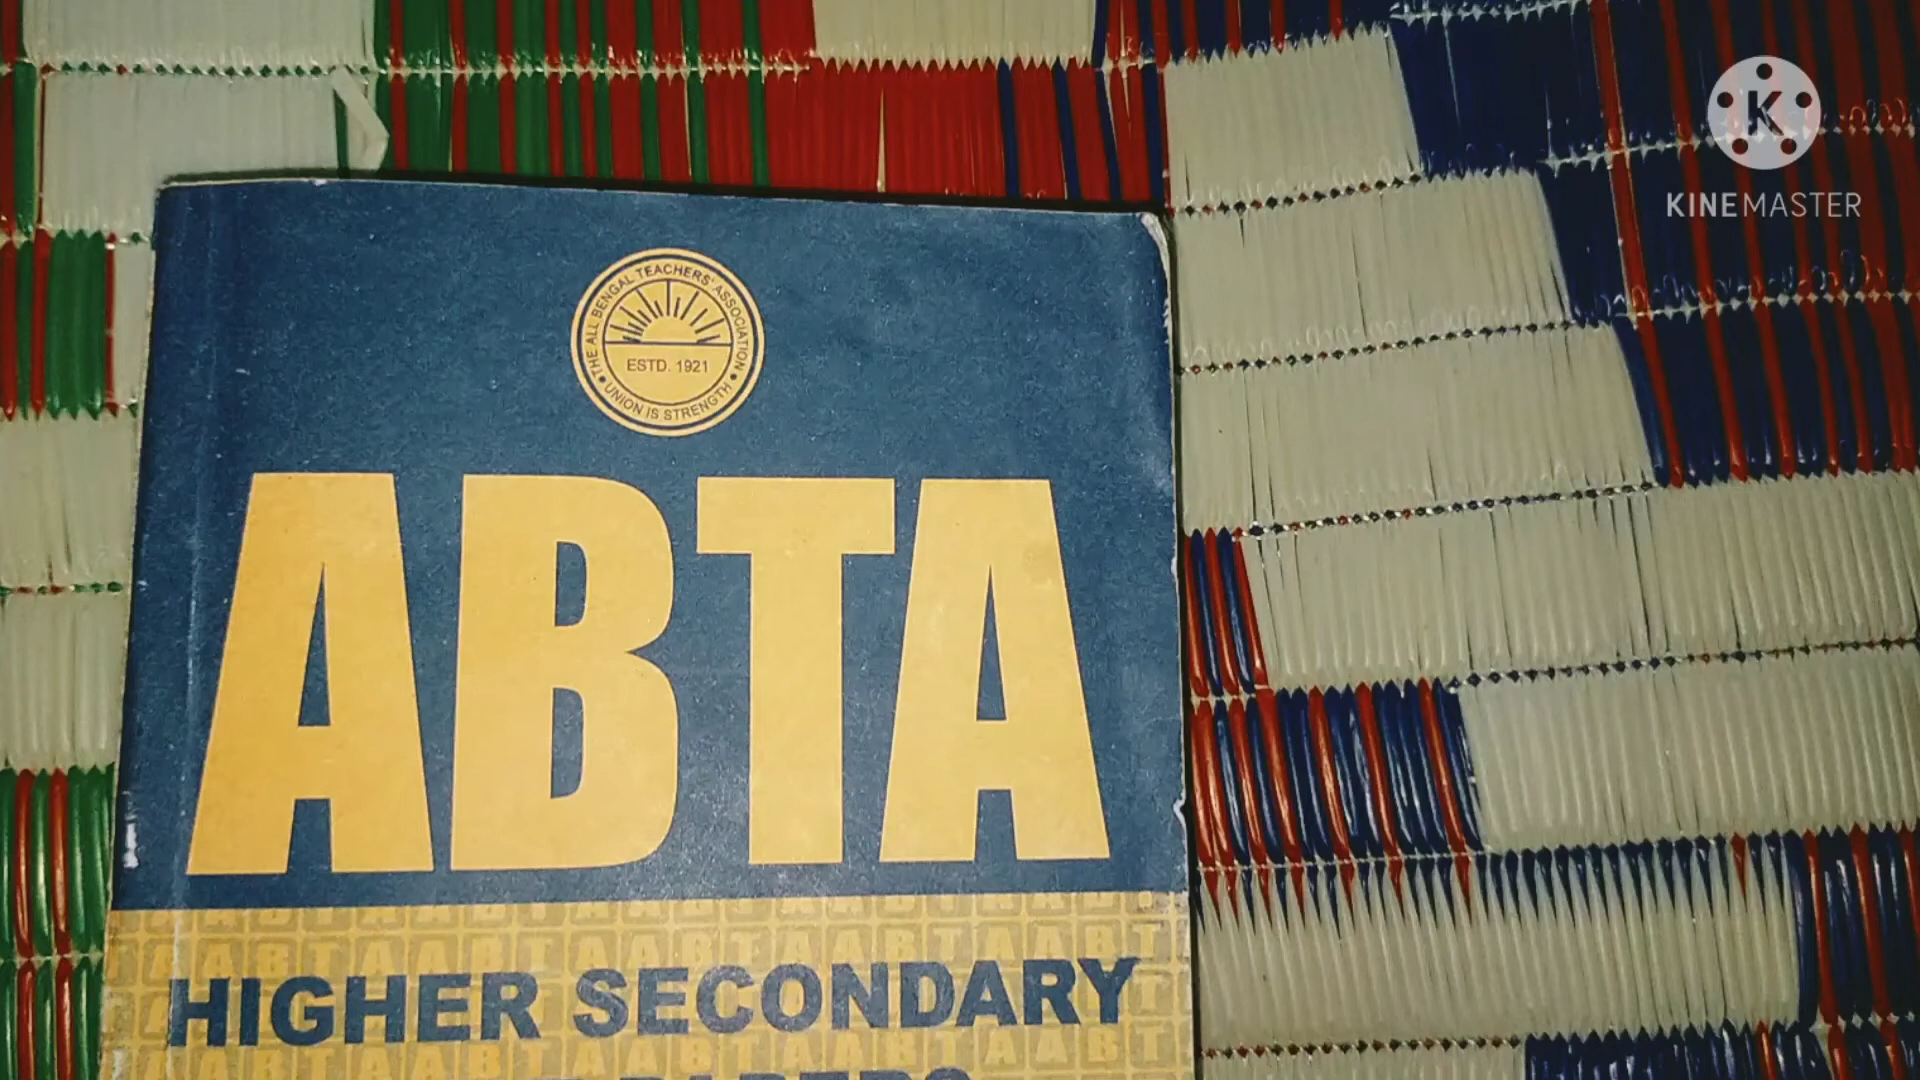 THE ALL BENGAL TEACHERS' ASSOCIATION
ESTD. 1921
UNION IS STRENGTH
ABTA
HIGHER SECONDARY
K
KINEMASTER